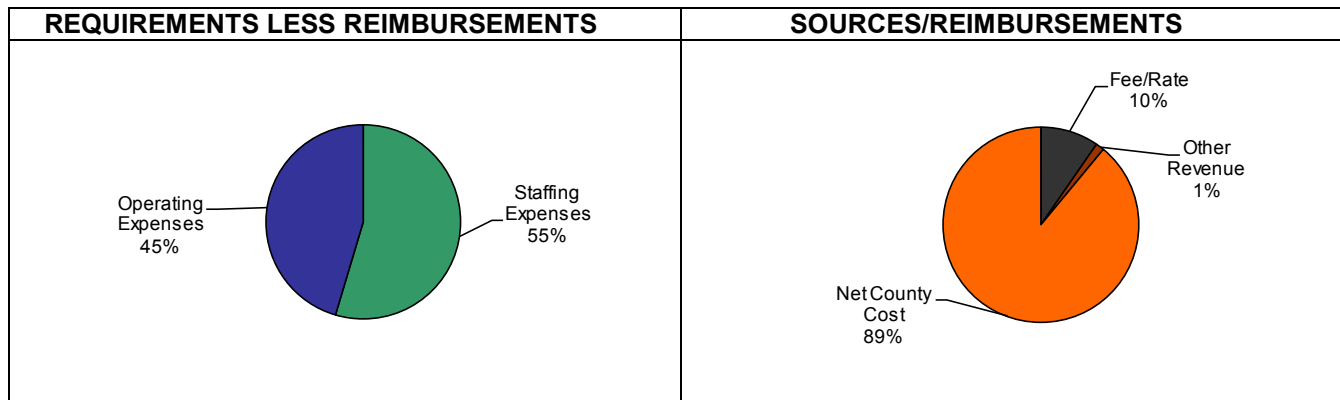 REQUIREMENTS LESS REIMBURSEMENTS
Operating
Expenses
45%
Staffing
Expenses
55%
SOURCES/REIMBURSEMENTS
Fee/Rate
10%
Other
Revenue
1%
Net County
Cost
89%